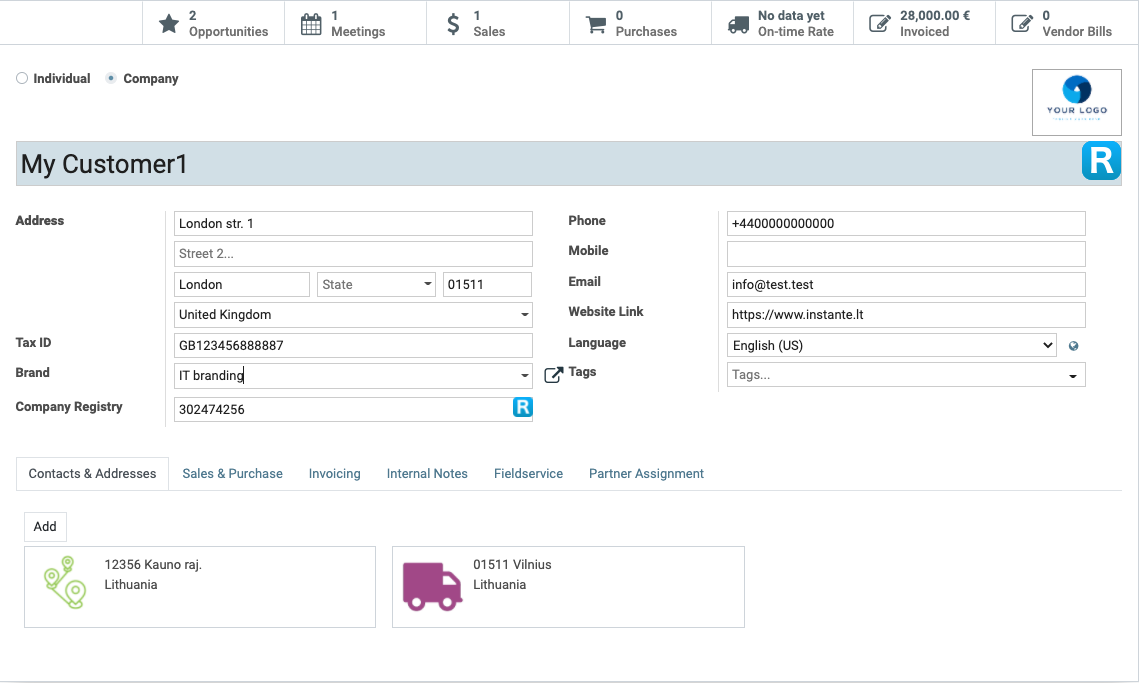 2
Opportunities
1
Meetings
$ 1
Sales
0
Purchases
No data yet
On-time Rate
28,000.00 €
Invoiced
0
Vendor Bills
Individual Company
YOUR LOGO
My Customer1 R
Address London str. 1
Street 2...
London State 01511
United Kingdom
Tax ID GB123456888887
Brand IT branding
Company Registry 302474256 R
Phone +4400000000000
Mobile
Email info@test.test
Website Link https://www.instante.lt
Language English (US)
Tags Tags...
Contacts & Addresses Sales & Purchase Invoicing Internal Notes Fieldservice Partner Assignment
Add
12356 Kauno raj.
Lithuania
01511 Vilnius
Lithuania